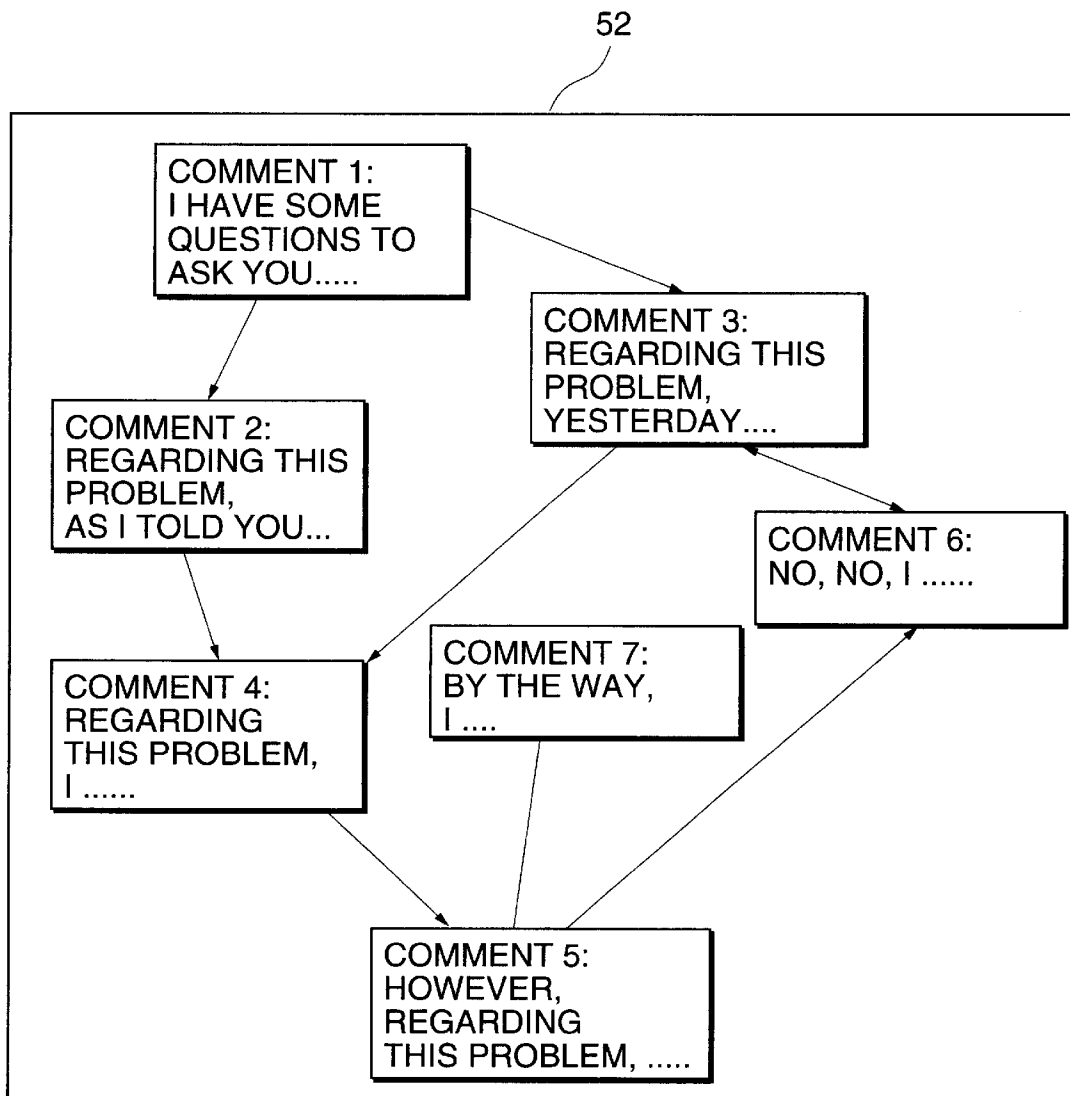 52
COMMENT 1:
I HAVE SOME
QUESTIONS TO
ASK YOU.....
COMMENT 3:
REGARDING THIS
PROBLEM,
YESTERDAY....
COMMENT 2:
REGARDING THIS
PROBLEM,
AS I TOLD YOU...
COMMENT 6:
NO, NO, I ......
COMMENT 7:
BY THE WAY,
I ....
COMMENT 4:
REGARDING
THIS PROBLEM,
I ......
COMMENT 5:
HOWEVER,
REGARDING
THIS PROBLEM, .....